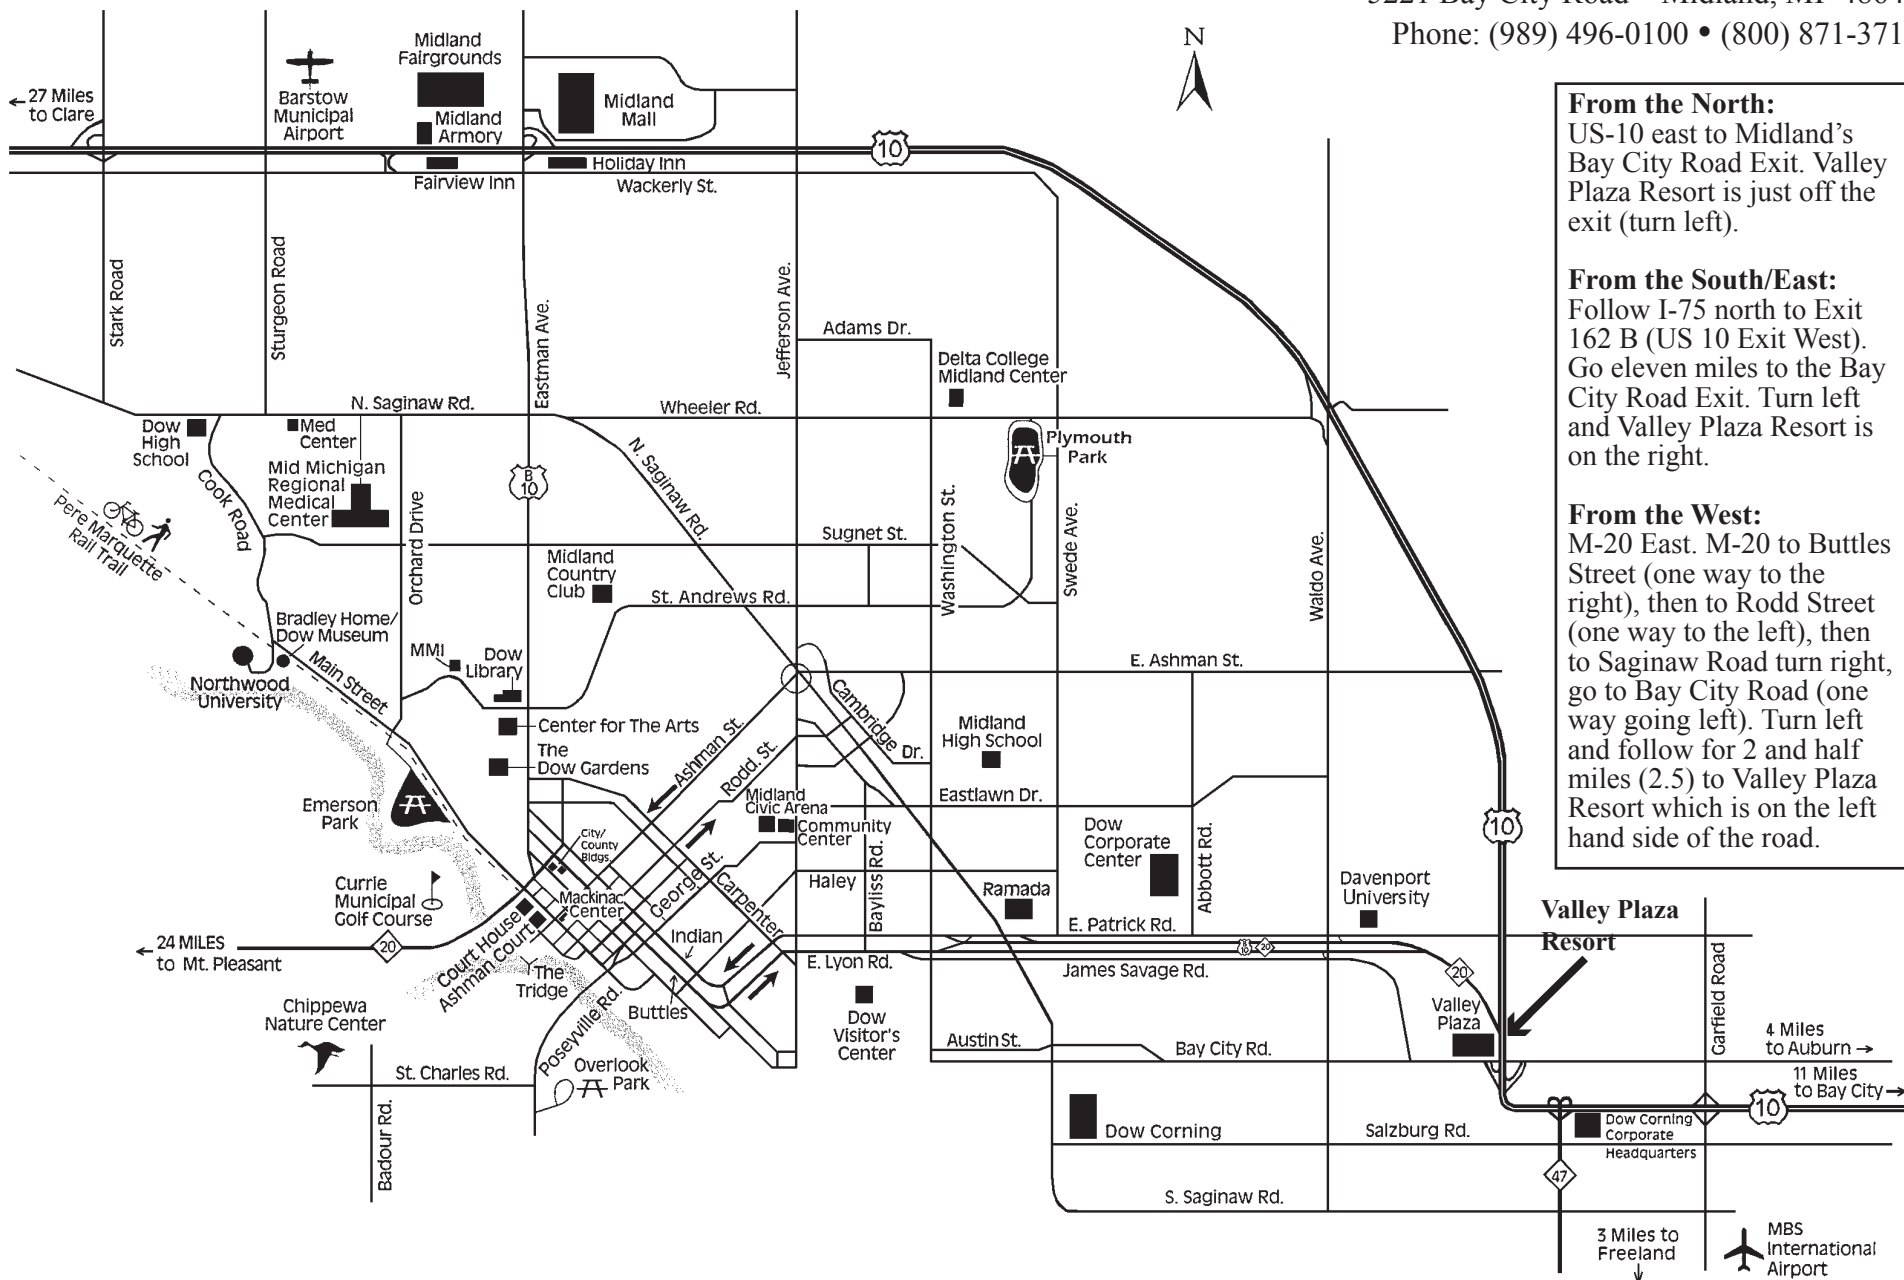 Phone: (989) 496-0100 • (800) 871-371
From the North:
US-10 east to Midland’s
Bay City Road Exit. Valley
Plaza Resort is just off the
exit (turn left).
From the South/East:
Follow I-75 north to Exit
162 B (US 10 Exit West).
Go eleven miles to the Bay
City Road Exit. Turn left
and Valley Plaza Resort is
on the right.
From the West:
M-20 East. M-20 to Buttles
Street (one way to the
right), then to Rodd Street
(one way to the left), then
to Saginaw Road turn right,
go to Bay City Road (one
way going left). Turn left
and follow for 2 and half
miles (2.5) to Valley Plaza
Resort which is on the left
hand side of the road.
N
27 Miles
to Clare
Barstow
Municipal
Airport
Midland
Fairgrounds
Midland
Armory
Midland
Mall
10
Fairview Inn
Holiday Inn
Wackerly St.
Stark Road
Sturgeon Road
Eastman Ave.
Jefferson Ave.
Adams Dr.
Delta College
Midland Center
N. Saginaw Rd.
Wheeler Rd.
Dow
High
School
Med
Center
Mid Michigan
Regional
Medical
Center
Cook Road
Orchard Drive
B
10
N. Saginaw Rd.
Plymouth
Park
Pere Marquette
Rail Trail
Sugnet St.
Washington St.
Swede Ave.
Waldo Ave.
Midland
Country
Club
St. Andrews Rd.
Bradley Home/
Dow Museum
Main Street
MMI
Dow
Library
Northwood
University
E. Ashman St.
Cambridge Dr.
Center for The Arts
The
Dow Gardens
Ashman St.
Rodd. St.
Midland
High School
Emerson
Park
Midland
Civic Arena
Community
Center
Eastlawn Dr.
City/
County
Bldgs.
Dow
Corporate
Center
Abbott Rd.
10
Currie
Municipal
Golf Course
Mackinac
Center
George St.
Carpenter
Haley
Bayliss Rd.
Ramada
Davenport
University
E. Patrick Rd.
Valley Plaza
Resort
24 MILES
to Mt. Pleasant
20
Court House
Ashman Court
Indian
The
Tridge
Buttles
E. Lyon Rd.
B
10
20
James Savage Rd.
20
Garfield Road
Chippewa
Nature Center
Poseyville Rd.
Dow
Visitor's
Center
Austin St.
Bay City Rd.
Valley
Plaza
4 Miles
to Auburn
11 Miles
to Bay City
St. Charles Rd.
Overlook
Park
Badour Rd.
Dow Corning
Salzburg Rd.
10
Dow Corning
Corporate
Headquarters
47
S. Saginaw Rd.
3 Miles to
Freeland
MBS
International
Airport